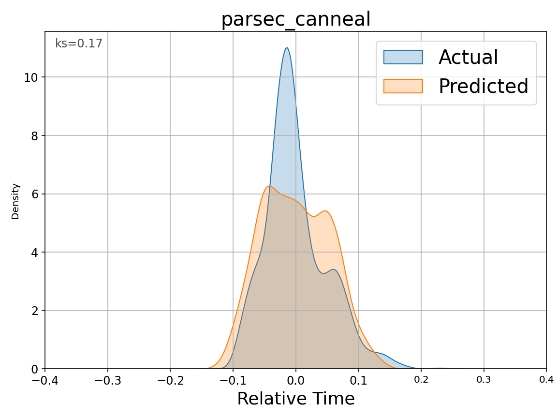 parsec_canneal
ks=0.17
Actual
Predicted
Density
10
8
6
4
2
0
−0.4 −0.3 −0.2 −0.1 0.0 0.1 0.2 0.3 0.4
Relative Time